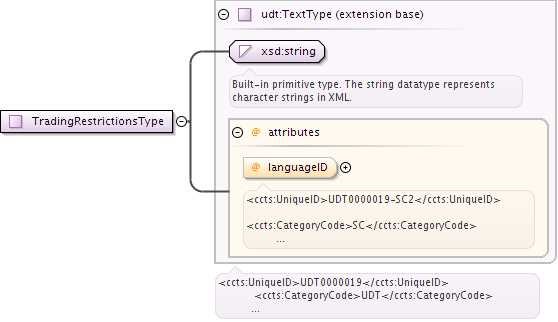 udt:TextType (extension base)
xsd:string
Built-in primitive type. The string datatype represents
character strings in XML.
TradingRestrictionsType
@ attributes
@ languageID
<ccts:UniqueID>UDT0000019-SC2</ccts:UniqueID>
<ccts:CategoryCode>SC</ccts:CategoryCode>
...
<ccts:UniqueID>UDT0000019</ccts:UniqueID>
<ccts:CategoryCode>UDT</ccts:CategoryCode>
...